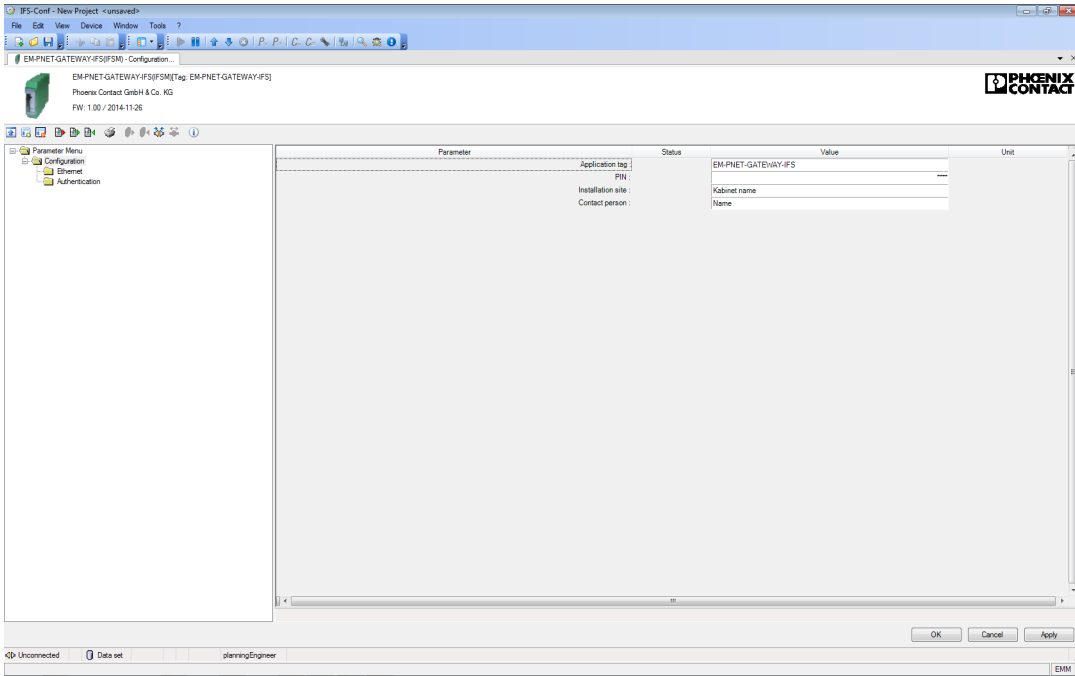 IFS-Conf - New Project <unsaved>
File Edit View Device Window Tools ?
EM-PNET-GATEWAY-IFS(IFSM) - Configuration...
EM-PNET-GATEWAY-IFS(IFSM)[Tag: EM-PNET-GATEWAY-IFS]
Phoenix Contact GmbH & Co. KG
FW: 1.00 / 2014-11-26
PHŒNIX
CONTACT
Parameter Menu
Configuration
Ethernet
Authentication
Parameter Status Value Unit
Application tag : EM-PNET-GATEWAY-IFS
PIN : ****
Installation site : Kabinet name
Contact person : Name
OK Cancel Apply
Unconnected Data set planningEngineer
EMM